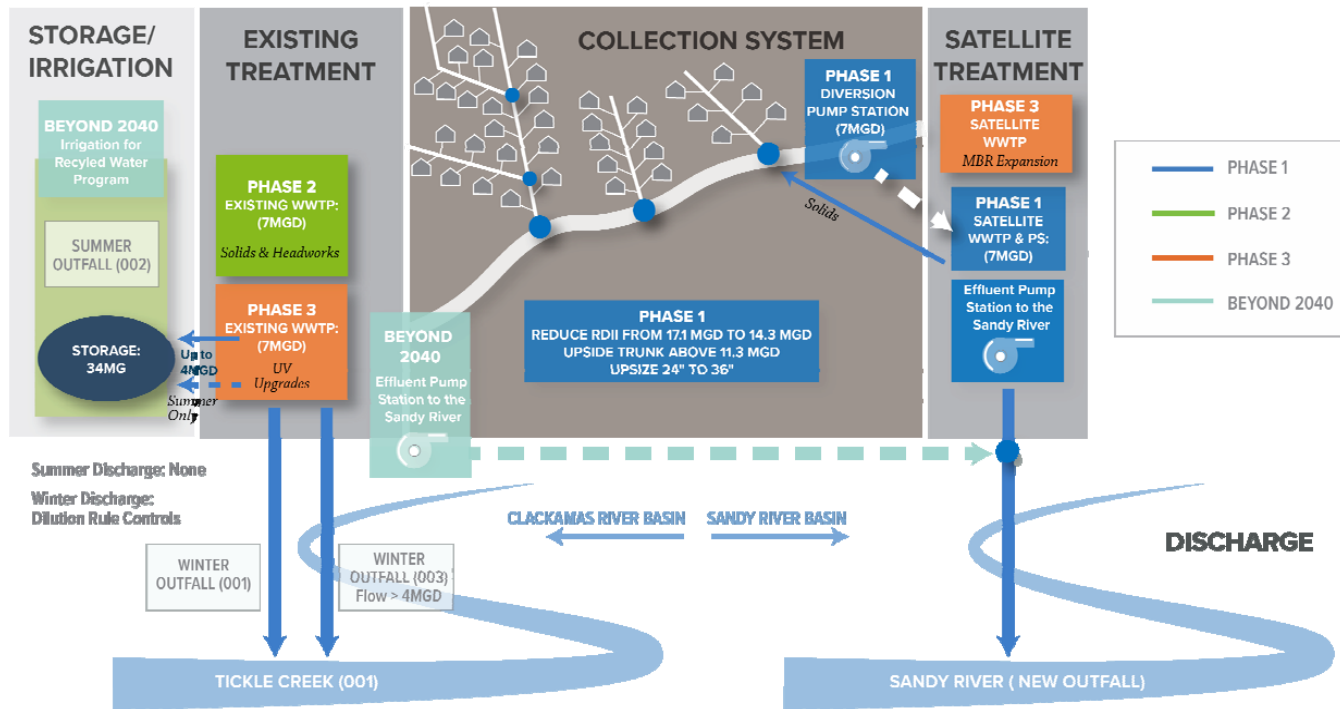 STORAGE/
IRRIGATION
BEYOND 2040
Irrigation for
Recyled Water
Program
SUMMER
OUTFALL (002)
STORAGE:
34MG
Up to
4MGD
Summer
Only
EXISTING
TREATMENT
PHASE 2
EXISTING WWTP:
(7MGD)
Solids & Headworks
PHASE 3
EXISTING WWTP:
(7MGD)
UV
Upgrades
COLLECTION SYSTEM
PHASE 1
DIVERSION
PUMP STATION
(7MGD)
Solids
PHASE 1
REDUCE RDII FROM 17.1 MGD TO 14.3 MGD
UPSIDE TRUNK ABOVE 11.3 MGD
UPSIZE 24" TO 36"
BEYOND
2040
Effluent Pump
Station to the
Sandy River
SATELLITE
TREATMENT
PHASE 3
SATELLITE
WWTP
MBR Expansion
PHASE 1
SATELLITE
WWTP & PS:
(7MGD)
Effluent Pump
Station to the
Sandy River
PHASE 1
PHASE 2
PHASE 3
BEYOND 2040
Summer Discharge: None
Winter Discharge:
Dilution Rule Controls
CLACKAMAS RIVER BASIN
SANDY RIVER BASIN
DISCHARGE
WINTER
OUTFALL (001)
WINTER
OUTFALL (003)
Flow > 4MGD
TICKLE CREEK (001)
SANDY RIVER ( NEW OUTFALL)